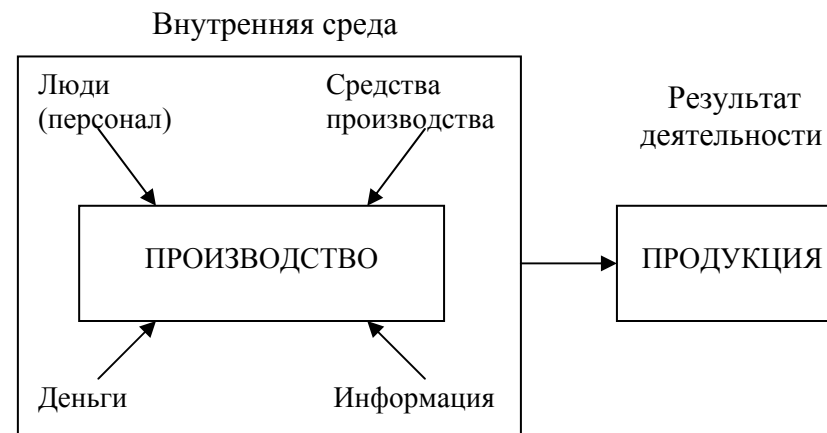 Внутренняя среда
Люди
(персонал)
Средства
производства
Результат
деятельности
ПРОИЗВОДСТВО
ПРОДУКЦИЯ
Деньги
Информация